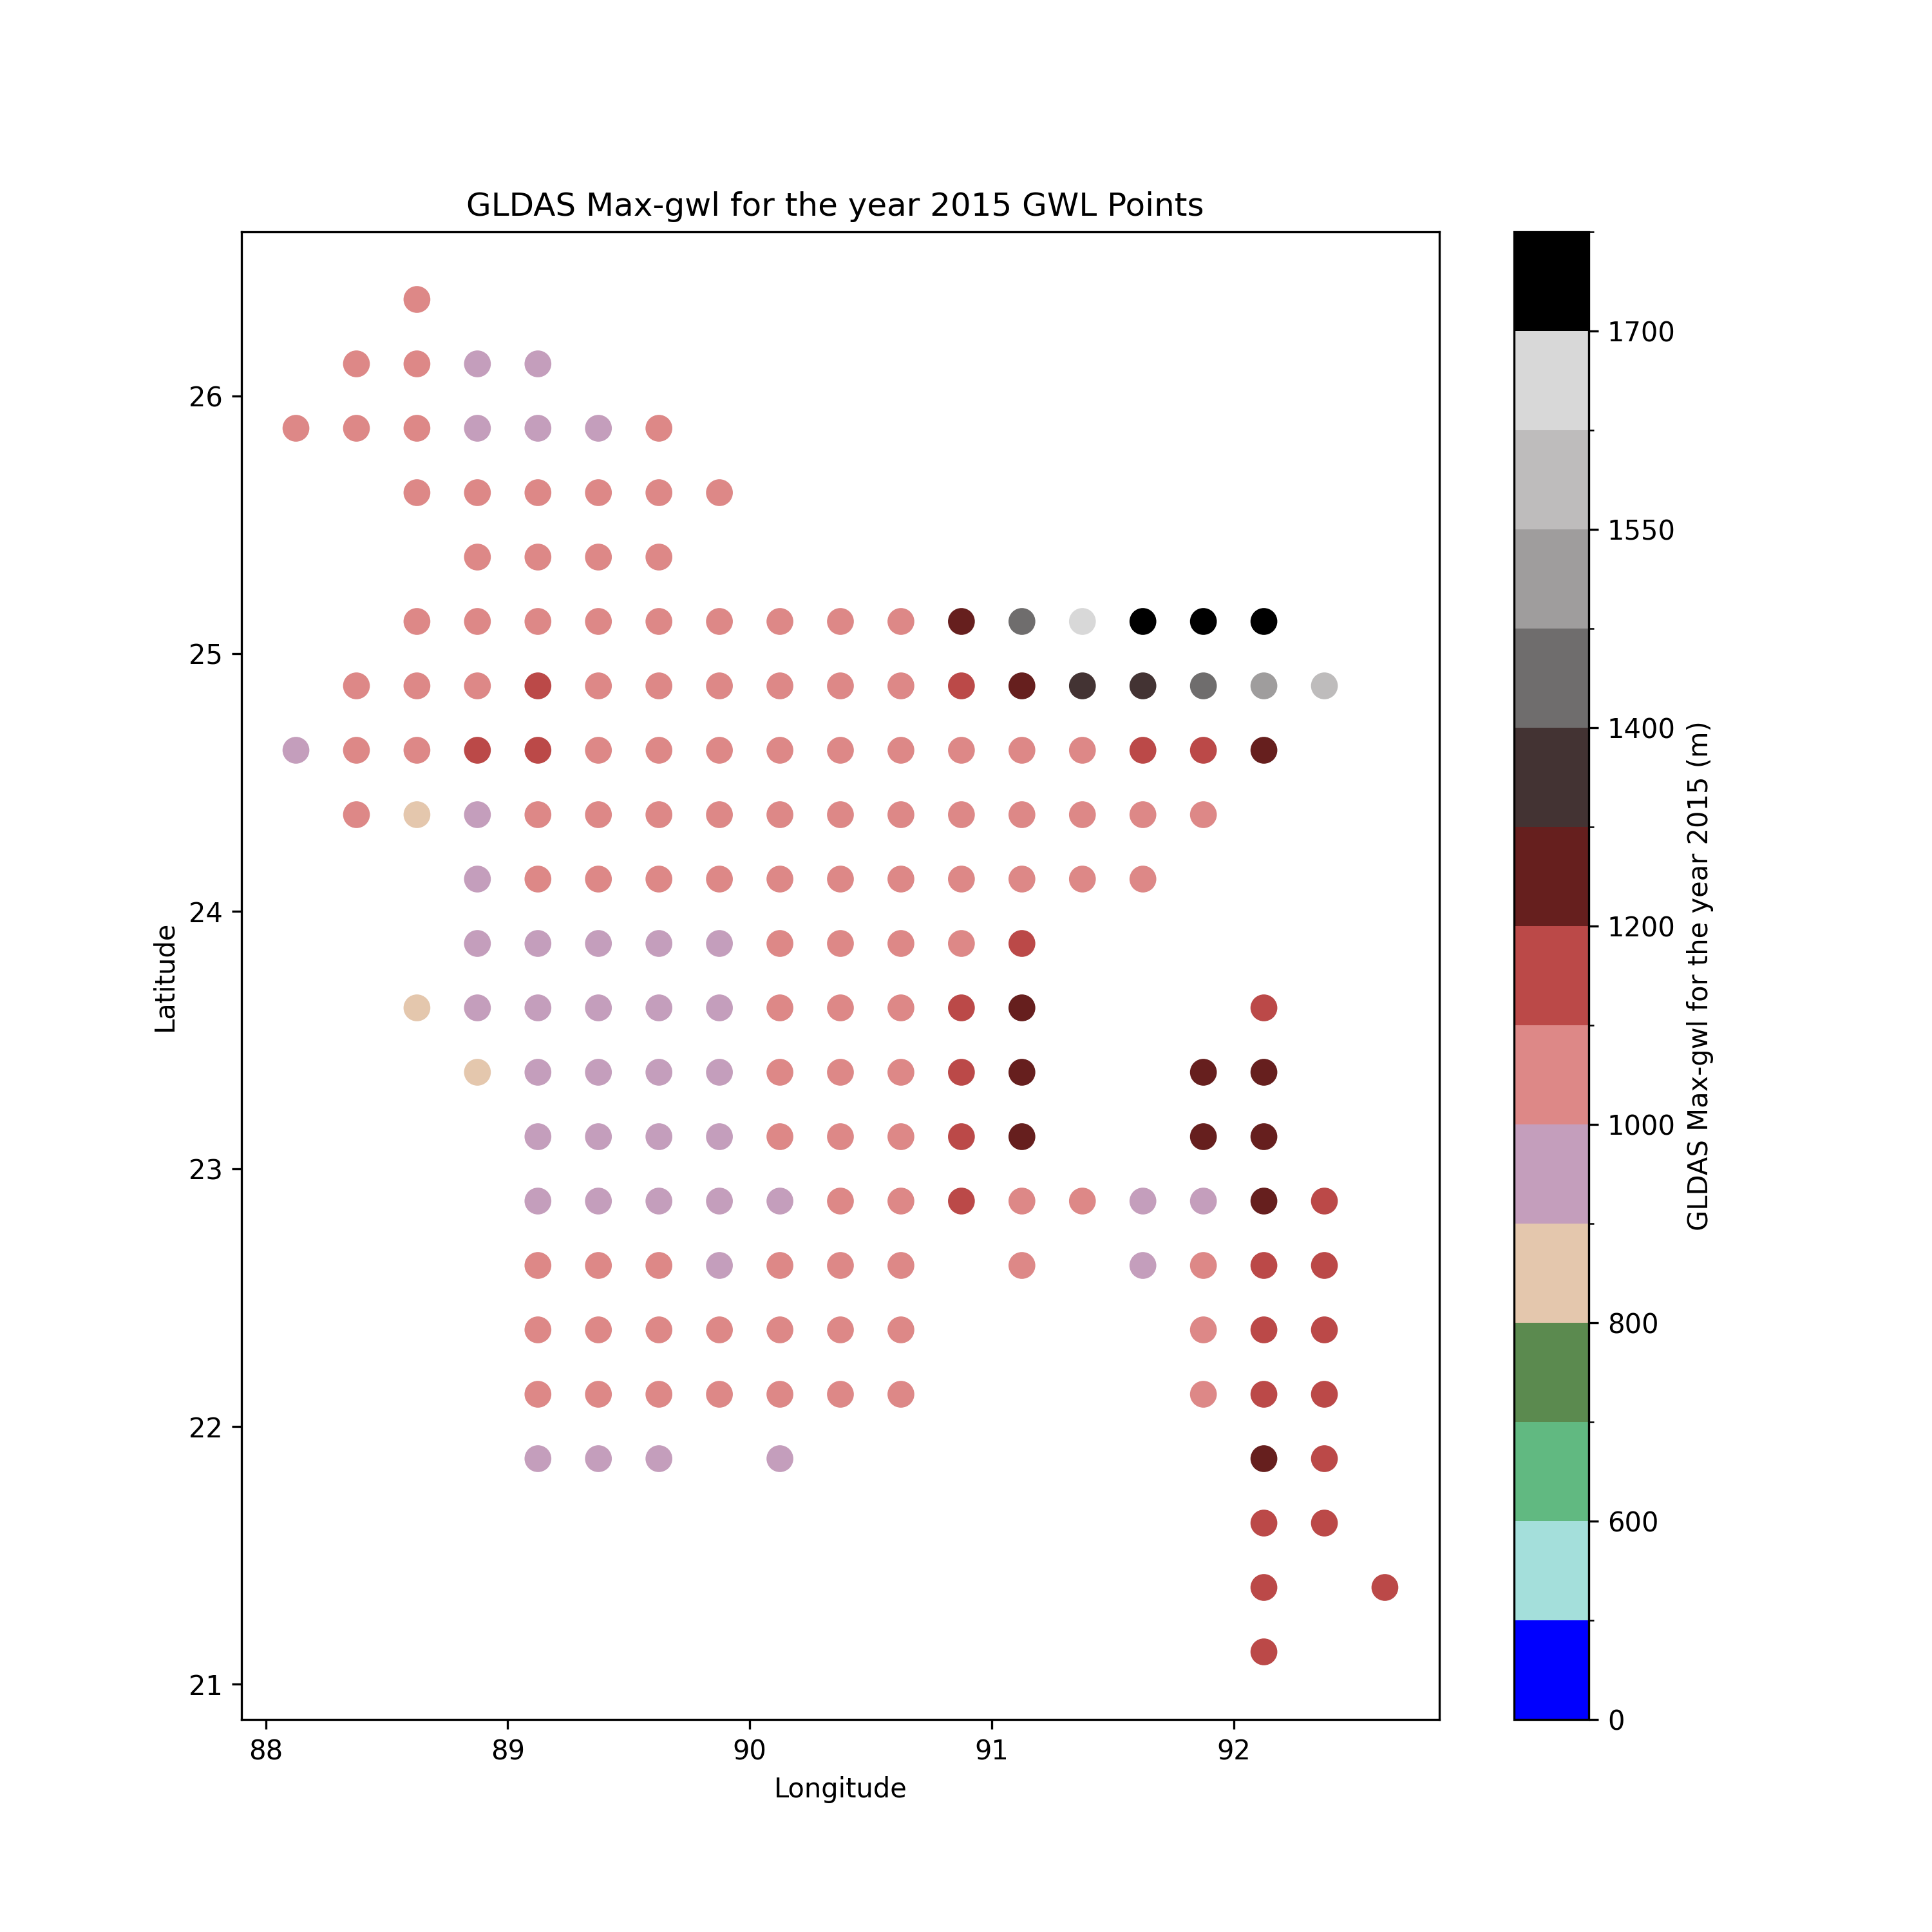 GLDAS Max-gwl for the year 2015 GWL Points
26
25
24
23
22
21
Latitude
88 89 90 91 92
Longitude
1700
1550
1400
1200
1000
800
600
0
GLDAS Max-gwl for the year 2015 (m)